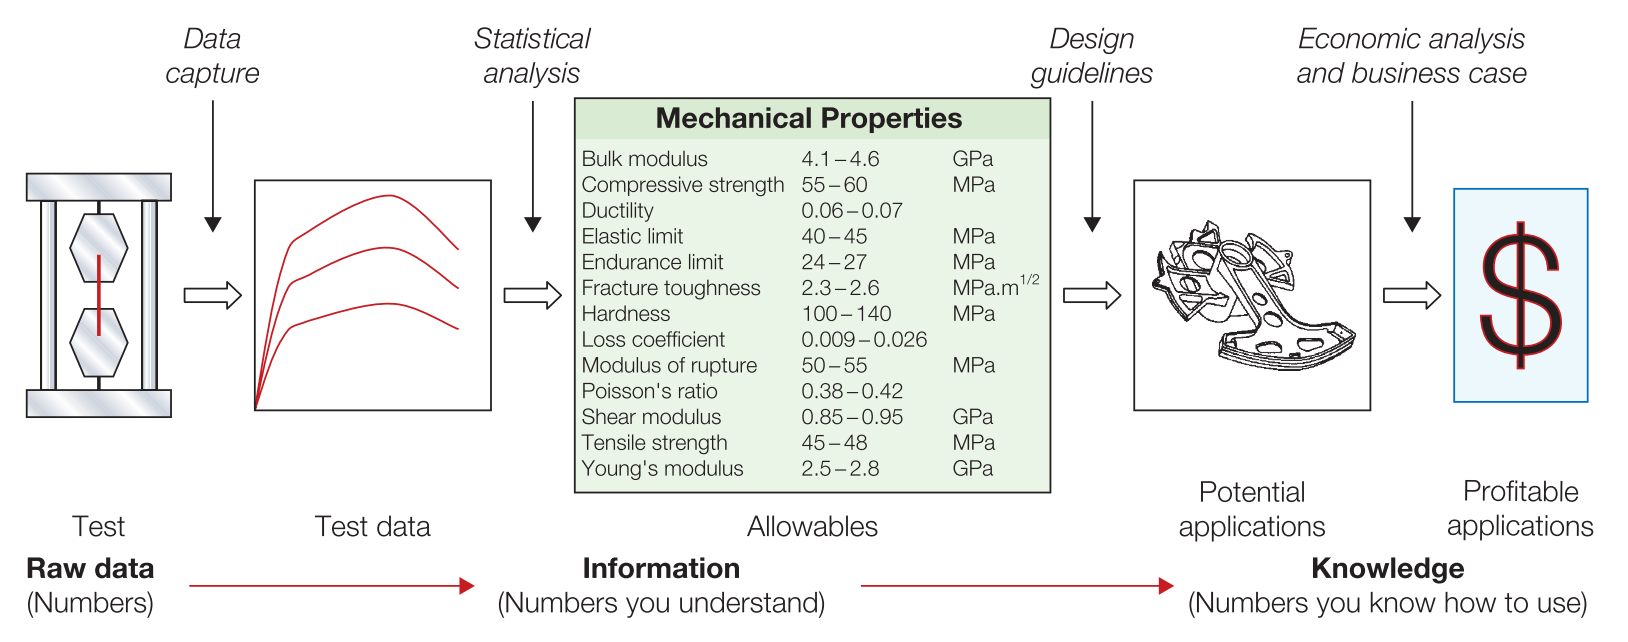 Data
capture
Statistical
analysis
Design
guidelines
Economic analysis
and business case
Mechanical Properties
Bulk modulus 4.1–4.6 GPa
Compressive strength 55–60 MPa
Ductility 0.06–0.07
Elastic limit 40–45 MPa
Endurance limit 24–27 MPa
Fracture toughness 2.3–2.6 MPa.m1/2
Hardness 100–140 MPa
Loss coefficient 0.009–0.026
Modulus of rupture 50–55 MPa
Poisson's ratio 0.38–0.42
Shear modulus 0.85–0.95 GPa
Tensile strength 45–48 MPa
Young's modulus 2.5–2.8 GPa
$
Test
Test data
Allowables
Potential
applications
Profitable
applications
Raw data
(Numbers)
Information
(Numbers you understand)
Knowledge
(Numbers you know how to use)